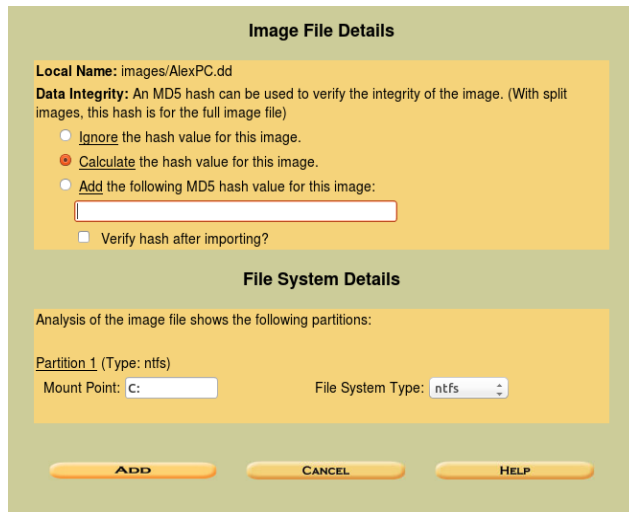 Image File Details
Local Name: images/AlexPC.dd
Data Integrity: An MD5 hash can be used to verify the integrity of the image. (With split
images, this hash is for the full image file)
Ignore the hash value for this image.
Calculate the hash value for this image.
Add the following MD5 hash value for this image:
Verify hash after importing?
File System Details
Analysis of the image file shows the following partitions:
Partition 1 (Type: ntfs)
Mount Point: C: File System Type: ntfs
ADD CANCEL HELP